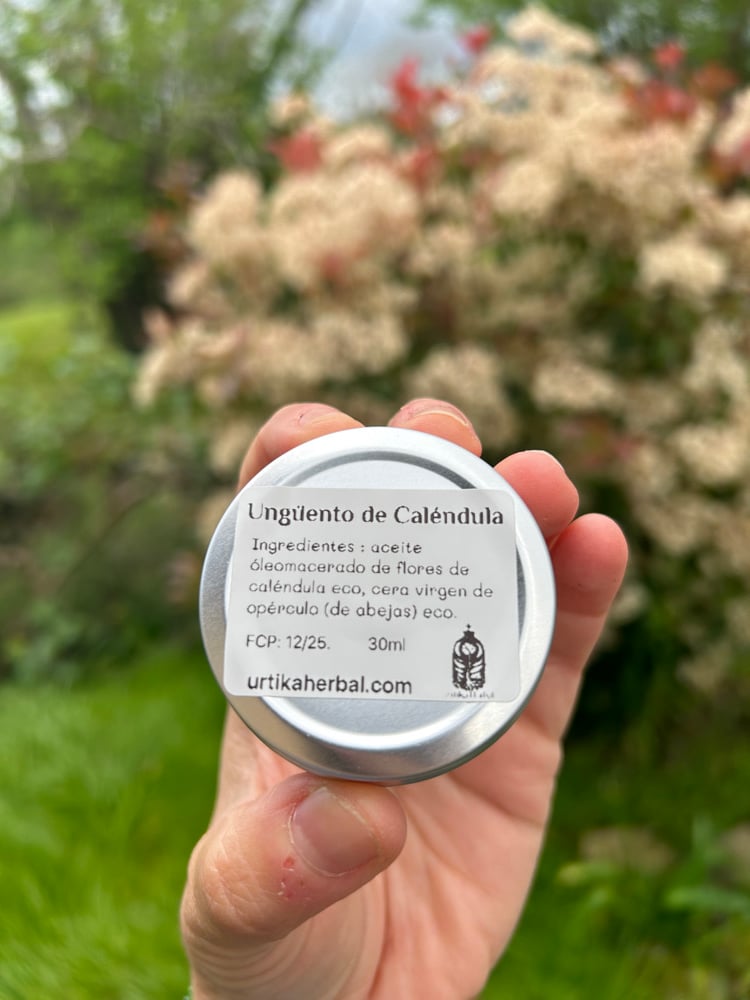 Ungüento de Caléndula
Ingredientes : aceite
óleomacerado de flores de
caléndula eco, cera virgen de
opérculo (de abejas) eco.
FCP: 12/25. 30ml
urtikaherbal.com